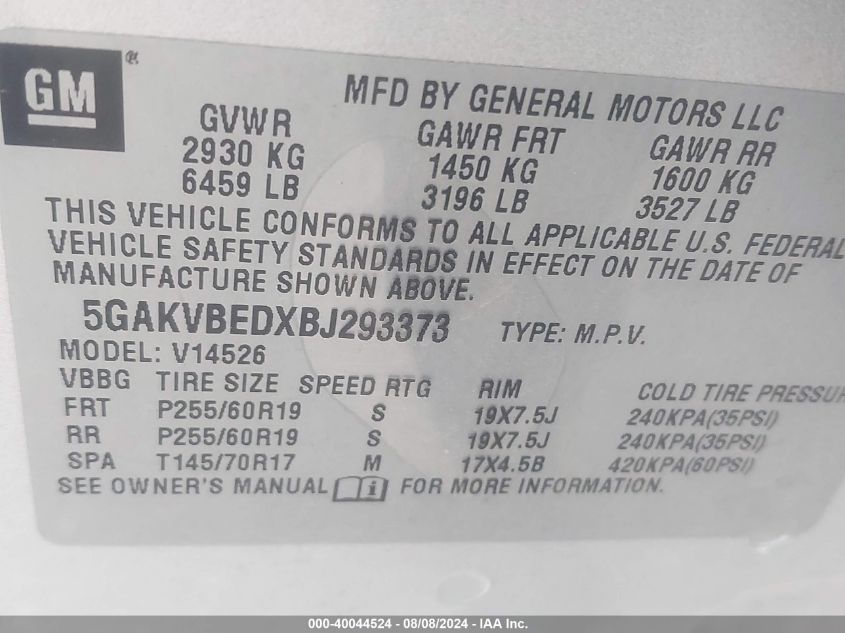 GM
MFD BY GENERAL MOTORS LLC
GVWR GAWR FRT GAWR RR
2930 KG 1450 KG 1600 KG
6459 LB 3196 LB 3527 LB
THIS VEHICLE CONFORMS TO ALL APPLICABLE U.S. FEDERAL
VEHICLE SAFETY STANDARDS IN EFFECT ON THE DATE OF
MANUFACTURE SHOWN ABOVE.
5GAKVBEDXBJ293373 TYPE: M.P.V.
MODEL: V14526
VBBG TIRE SIZE SPEED RTG RIM COLD TIRE PRESSUR
FRT P255/60R19 S 19X7.5J 240KPA(35PSI)
RR P255/60R19 S 19X7.5J 240KPA(35PSI)
SPA T145/70R17 M 17X4.5B 420KPA(60PSI)
SEE OWNER'S MANUAL i FOR MORE INFORMATION.
000-40044524 - 08/08/2024 - IAA Inc.